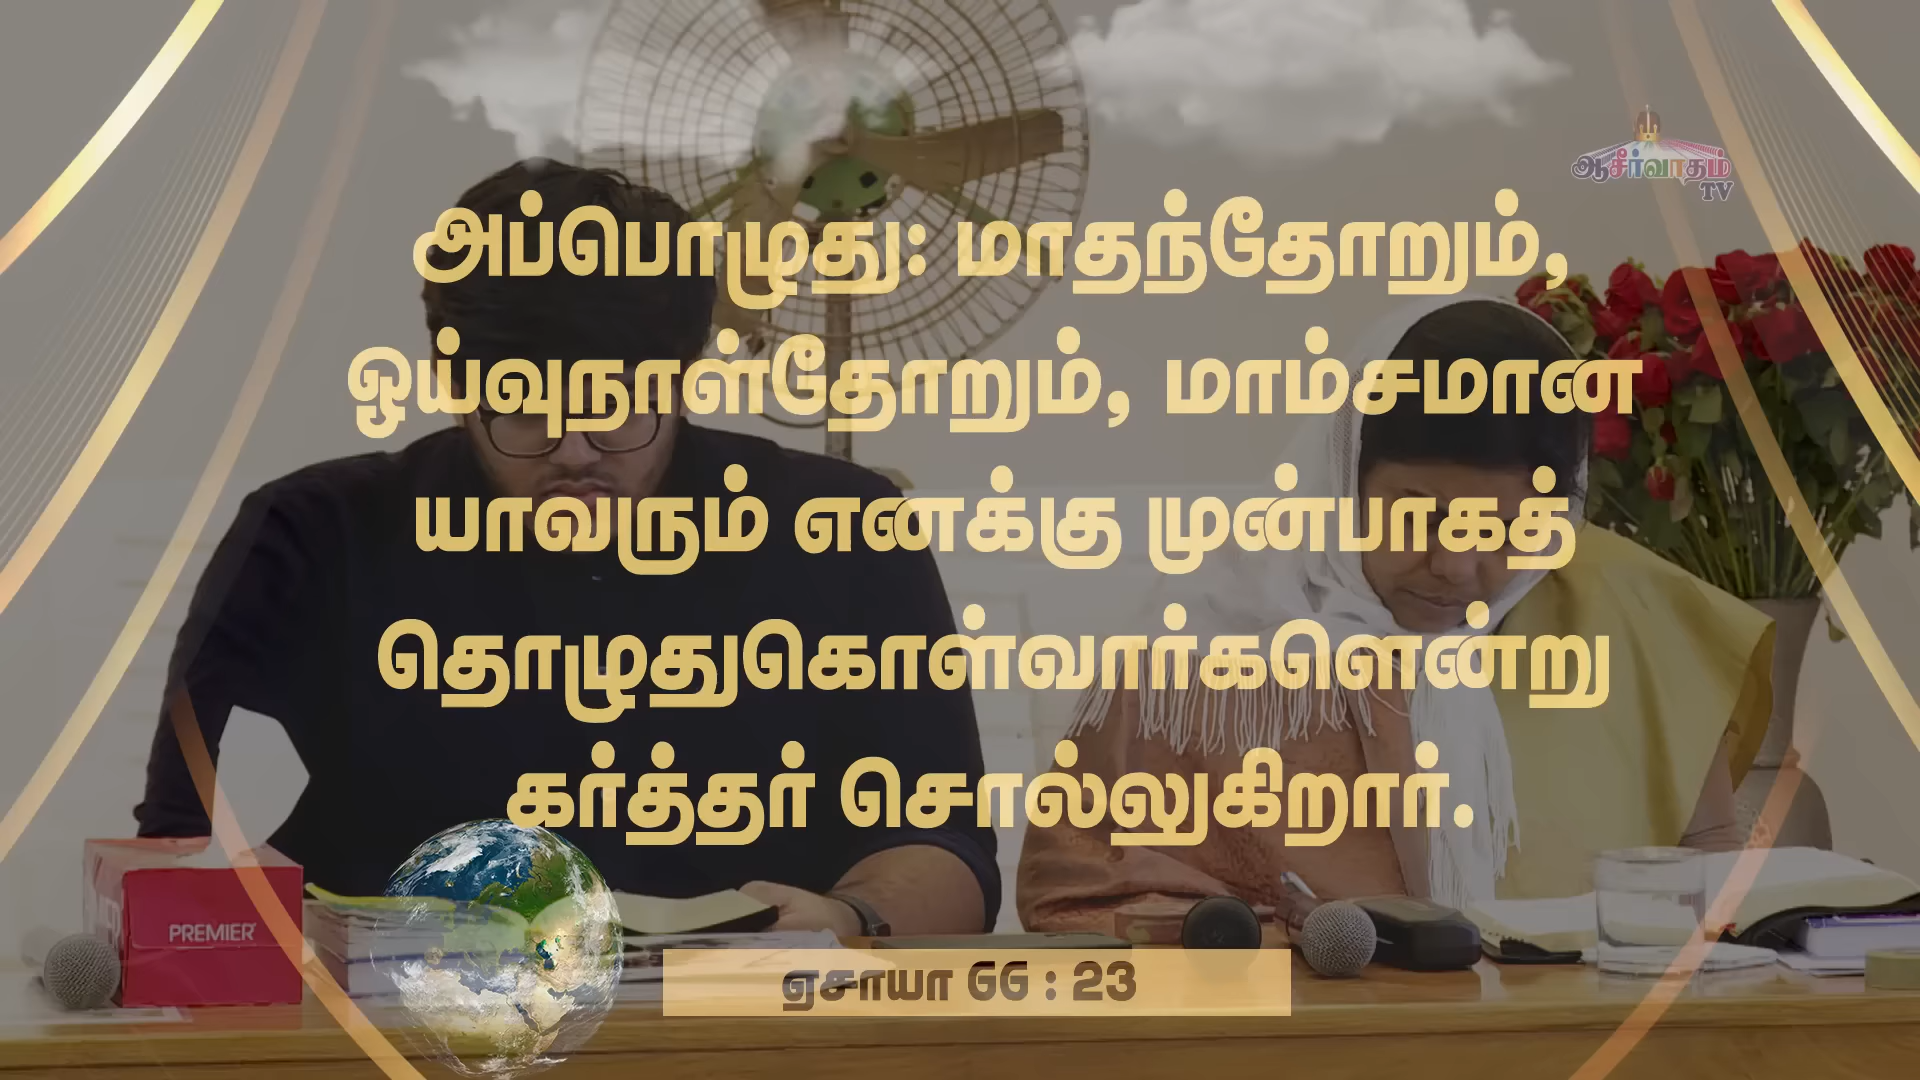 ஆசீர்வாதம்
TV
அப்பொழுது: மாதந்தோறும்,
ஓய்வுநாள்தோறும், மாம்சமான
யாவரும் எனக்கு முன்பாகத்
தொழுதுகொள்வார்களென்று
கர்த்தர் சொல்லுகிறார்.
PREMIER
ஏசாயா 66 : 23